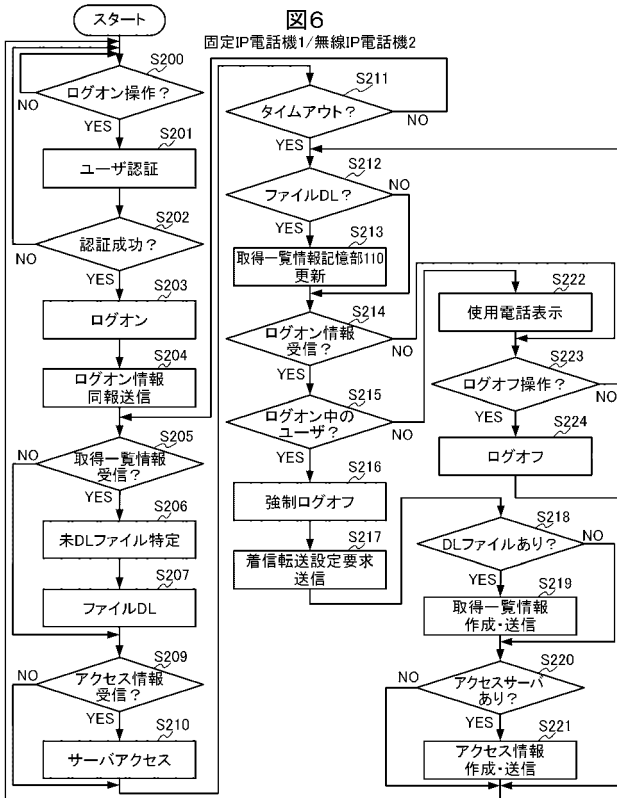 図6
固定IP電話機1/無線IP電話機2
スタート
S200
ログオン操作？
NO
YES
S201
ユーザ認証
S202
認証成功？
NO
YES
S203
ログオン
S204
ログオン情報
同報送信
S205
取得一覧情報
受信？
NO
YES
S206
未DLファイル特定
S207
ファイルDL
S209
アクセス情報
受信？
NO
YES
S210
サーバアクセス
S211
タイムアウト？
NO
YES
S212
ファイルDL？
NO
YES
S213
取得一覧情報記憶部110
更新
S214
ログオン情報
受信？
NO
YES
S215
ログオン中の
ユーザ？
NO
YES
S216
強制ログオフ
S217
着信転送設定要求
送信
S222
使用電話表示
S223
ログオフ操作？
NO
YES
S224
ログオフ
S218
DLファイルあり？
NO
YES
S219
取得一覧情報
作成・送信
S220
アクセスサーバ
あり？
NO
YES
S221
アクセス情報
作成・送信